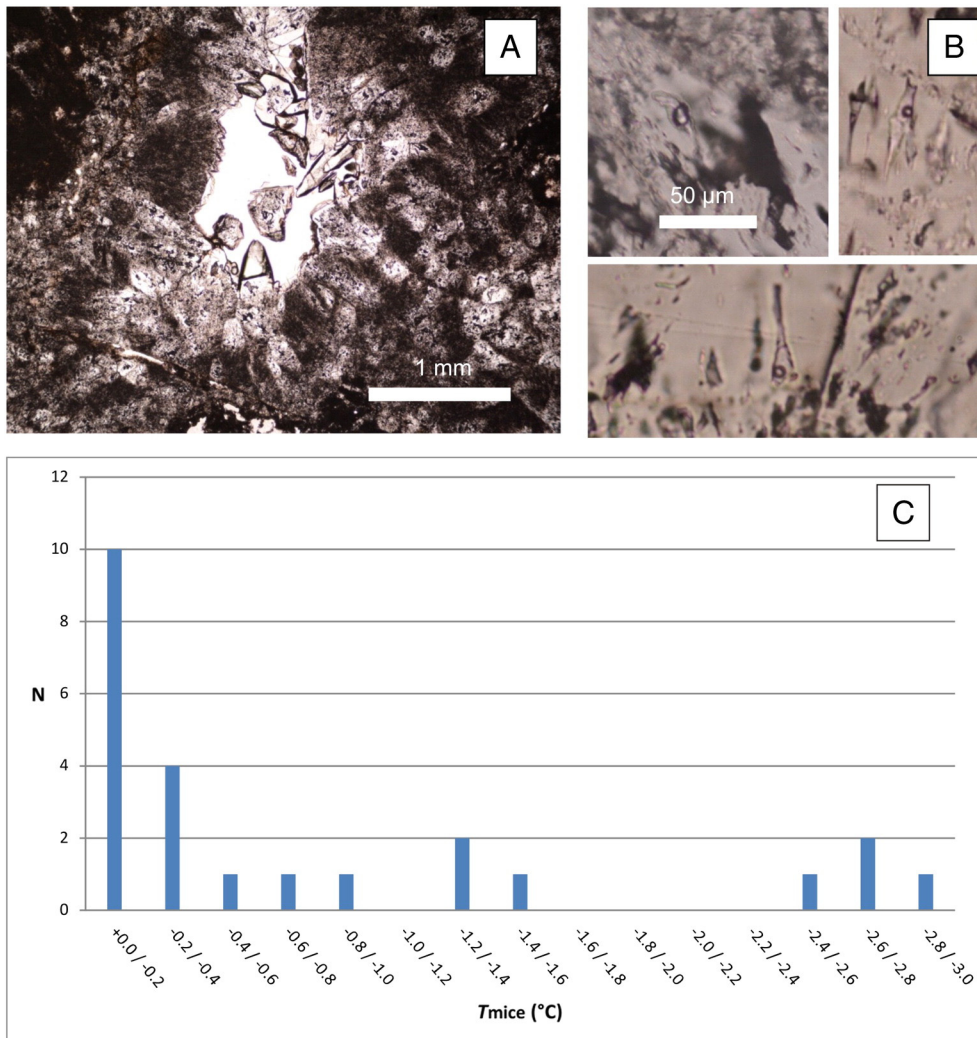 A
1 mm
B
50 µm
C
12
10
8
6
4
2
0
N
+0.0 / -0.2
-0.2 / -0.4
-0.4 / -0.6
-0.6 / -0.8
-0.8 / -1.0
-1.0 / -1.2
-1.2 / -1.4
-1.4 / -1.6
-1.6 / -1.8
-1.8 / -2.0
-2.0 / -2.2
-2.2 / -2.4
-2.4 / -2.6
-2.6 / -2.8
-2.8 / -3.0
Tmice (°C)